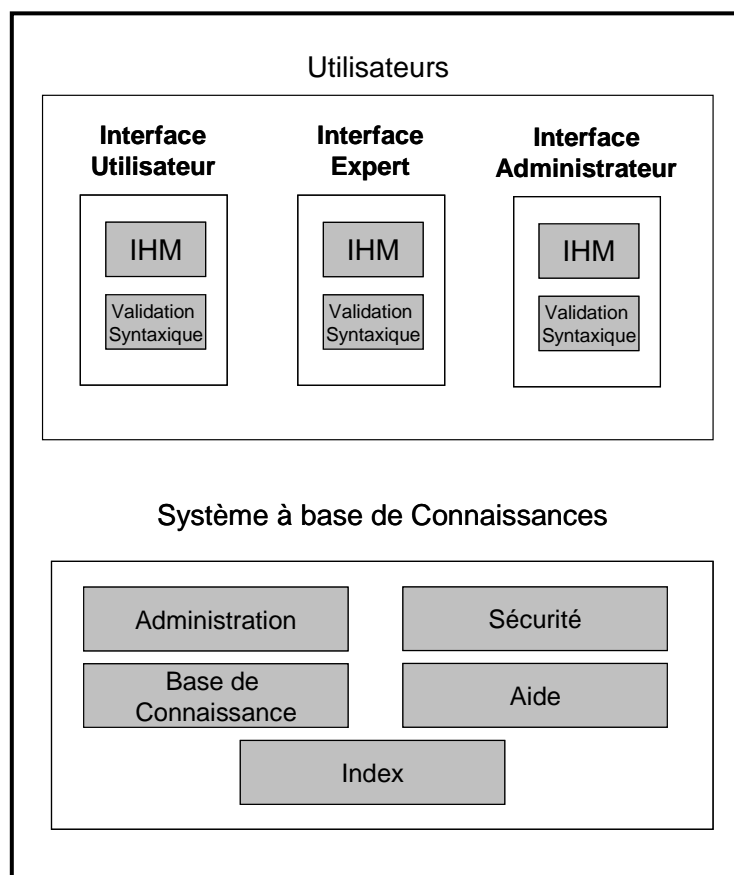 Utilisateurs
Interface
Utilisateur
Interface
Expert
Interface
Administrateur
IHM
Validation
Syntaxique
IHM
Validation
Syntaxique
IHM
Validation
Syntaxique
Système à base de Connaissances
Administration
Sécurité
Base de
Connaissance
Aide
Index